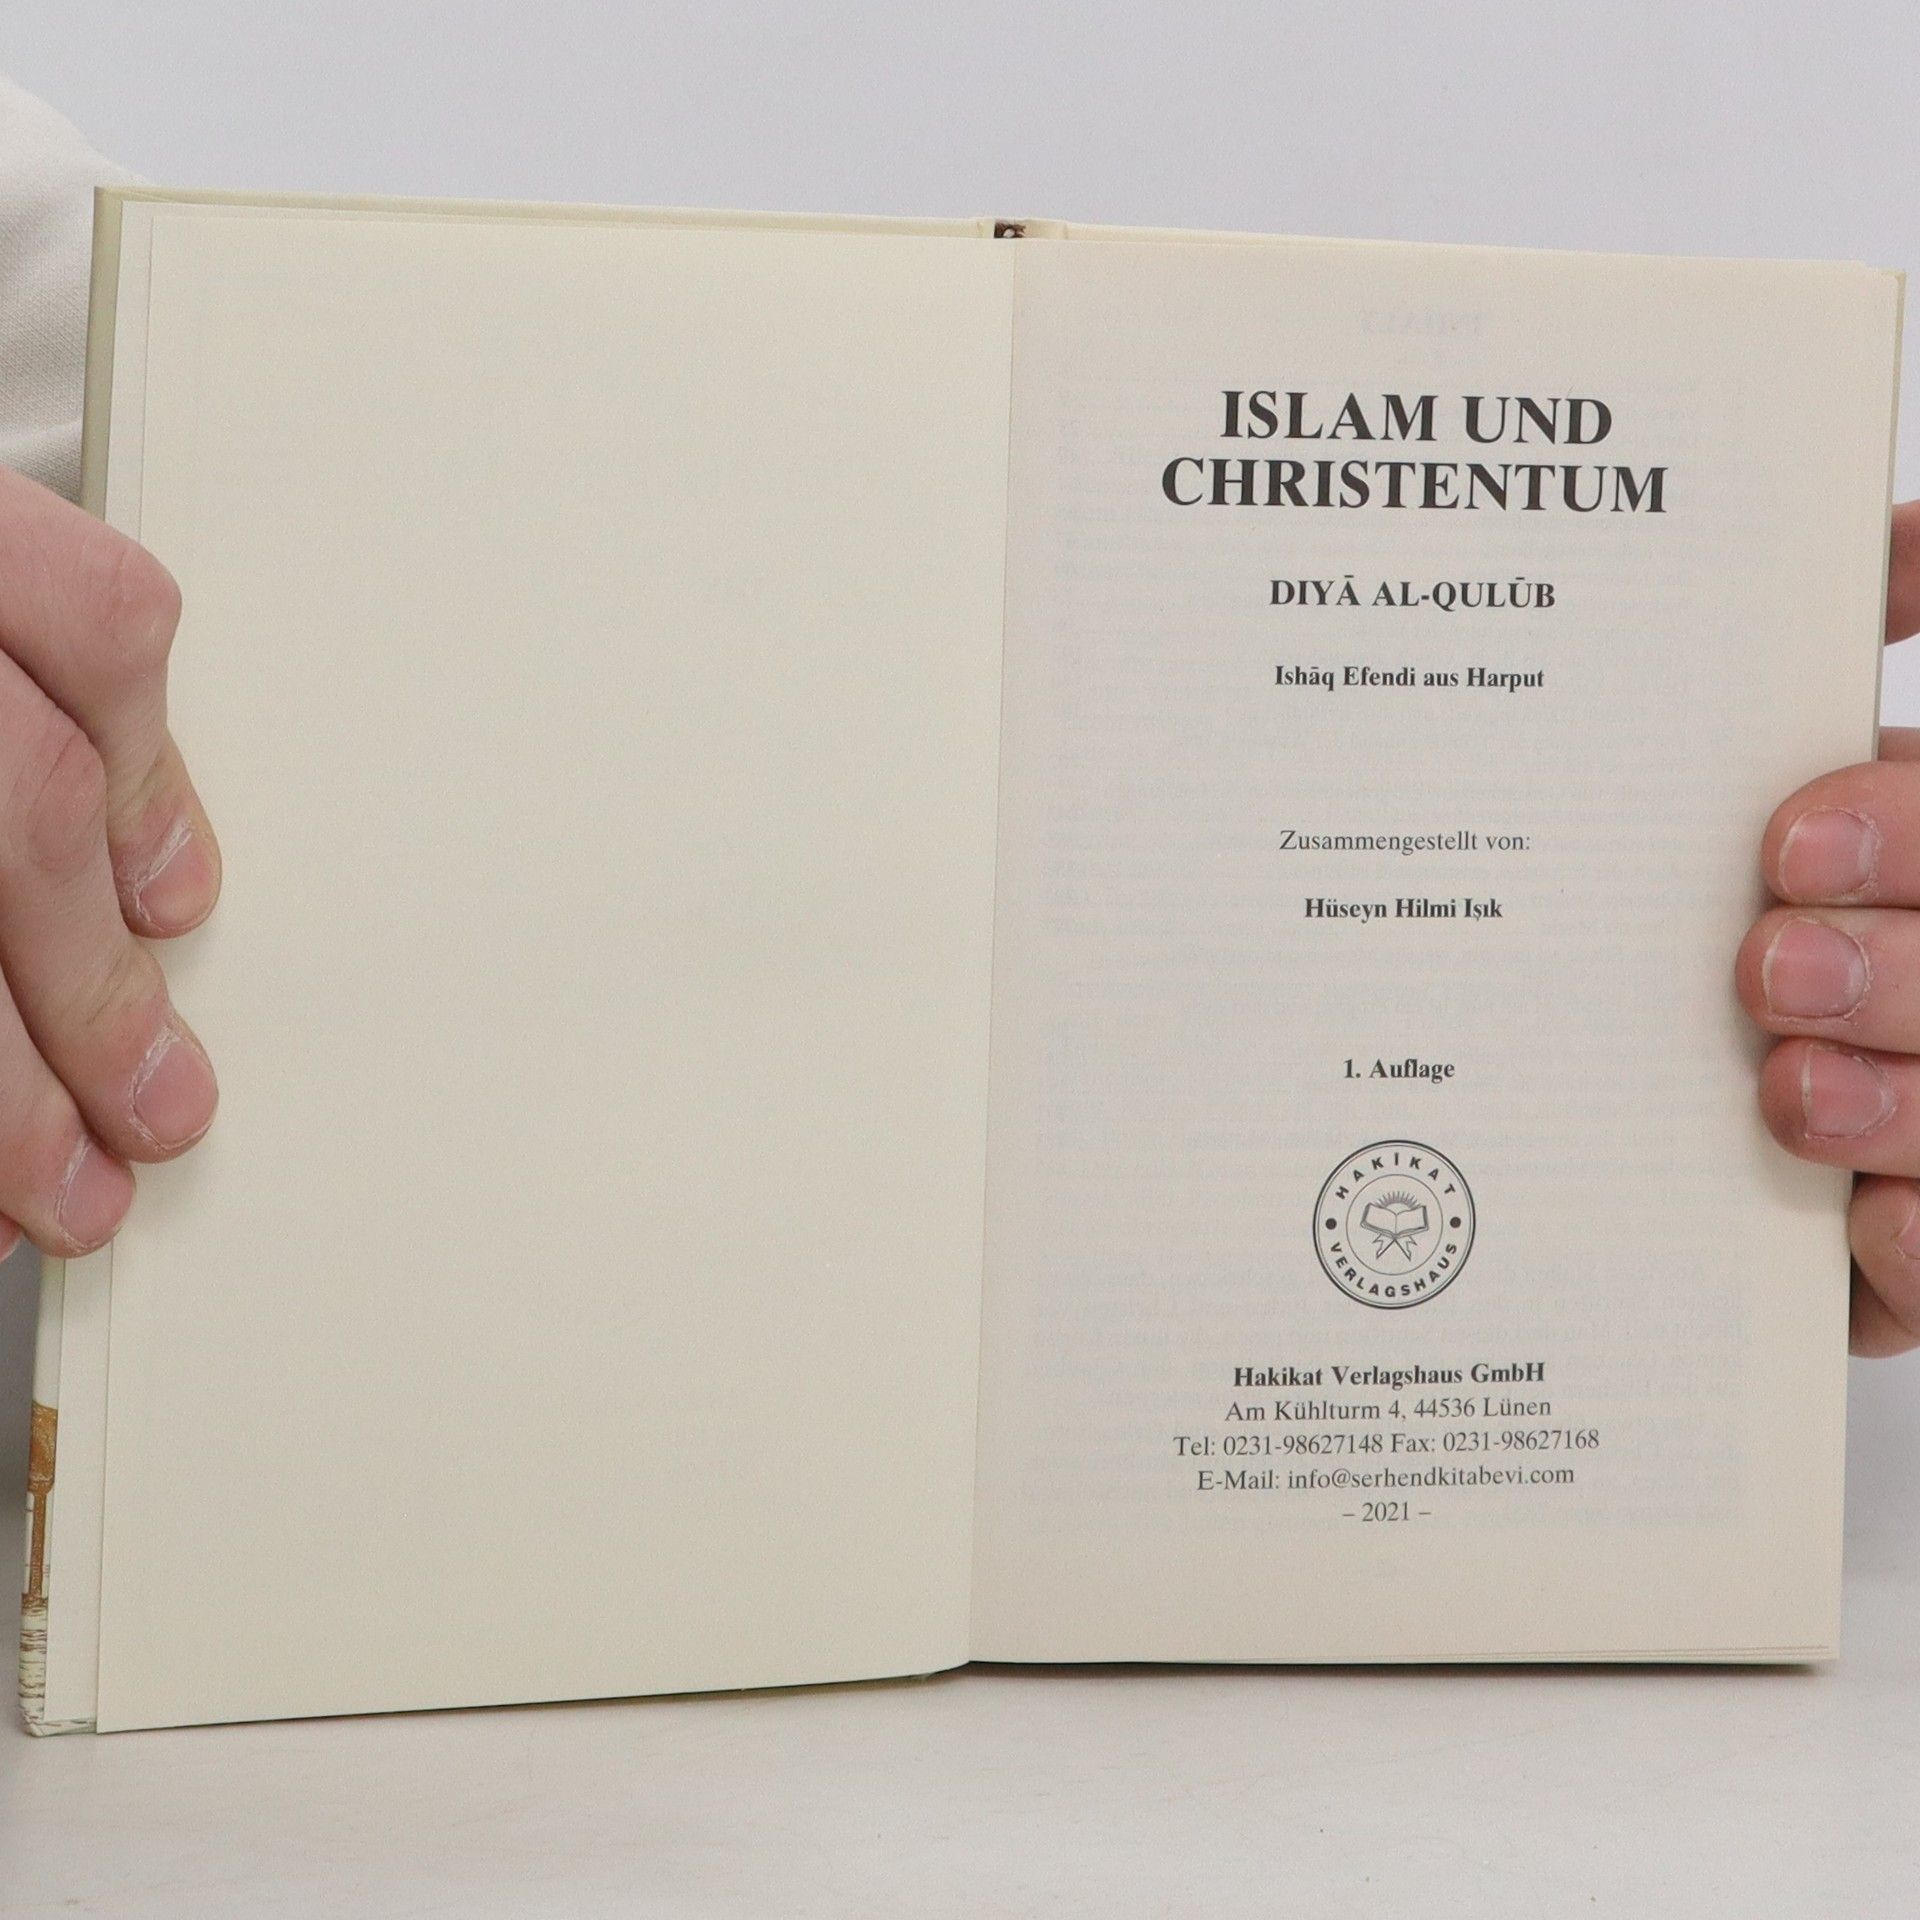 ISLAM UND
CHRISTENTUM
DIYĀ AL-QULŪB
Ishāq Efendi aus Harput
Zusammengestellt von:
Hüseyn Hilmi Işık
1. Auflage
HAKİKAT
VERLAGSHAUS
Hakikat Verlagshaus GmbH
Am Kühlturm 4, 44536 Lünen
Tel: 0231-98627148 Fax: 0231-98627168
E-Mail: info@serhendkitabevi.com
– 2021 –